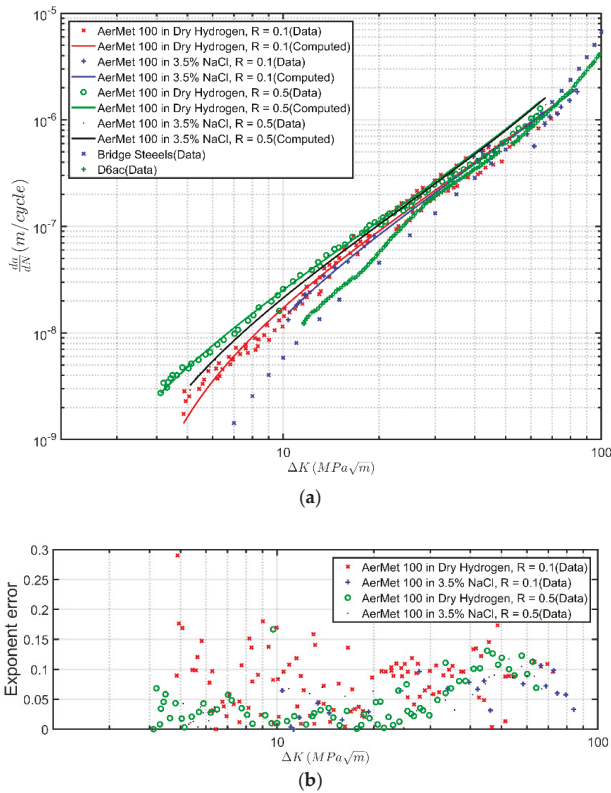 (a)
AerMet 100 in Dry Hydrogen, R = 0.1(Data)
AerMet 100 in Dry Hydrogen, R = 0.1(Computed)
AerMet 100 in 3.5% NaCl, R = 0.1(Data)
AerMet 100 in 3.5% NaCl, R = 0.1(Computed)
AerMet 100 in Dry Hydrogen, R = 0.5(Data)
AerMet 100 in Dry Hydrogen, R = 0.5(Computed)
AerMet 100 in 3.5% NaCl, R = 0.5(Data)
AerMet 100 in 3.5% NaCl, R = 0.5(Computed)
Bridge Steeels(Data)
D6ac(Data)
10^-5
10^-6
10^-7
10^-8
10^-9
da/dN (m/cycle)
10
100
ΔK (MPa√m)
(b)
AerMet 100 in Dry Hydrogen, R = 0.1(Data)
AerMet 100 in 3.5% NaCl, R = 0.1(Data)
AerMet 100 in Dry Hydrogen, R = 0.5(Data)
AerMet 100 in 3.5% NaCl, R = 0.5(Data)
0.3
0.25
0.2
0.15
0.1
0.05
0
Exponent error
10
100
ΔK (MPa√m)